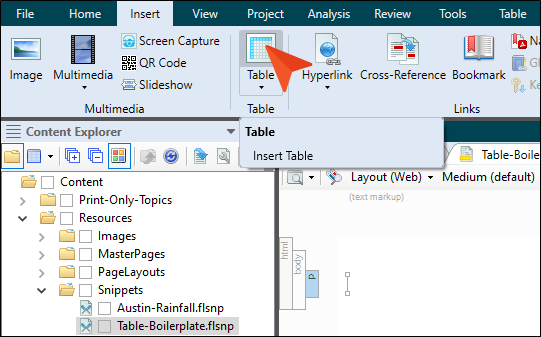 File Home Insert View Project Analysis Review Tools Table
Image
Multimedia
Screen Capture
QR Code
Slideshow
Table
Hyperlink
Cross-Reference
Bookmark
Multimedia Table Links
Content Explorer
Table
Insert Table
Table-Boile
Layout (Web) Medium (default)
(text markup)
html
body
p
Content
Print-Only-Topics
Resources
Images
MasterPages
PageLayouts
Snippets
Austin-Rainfall.flsnp
Table-Boilerplate.flsnp